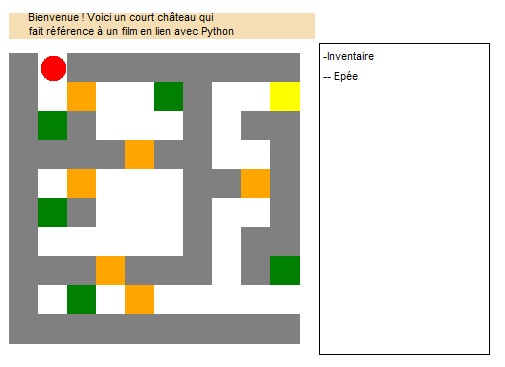 Bienvenue ! Voici un court château qui
fait référence à un film en lien avec Python
-Inventaire
-- Epée